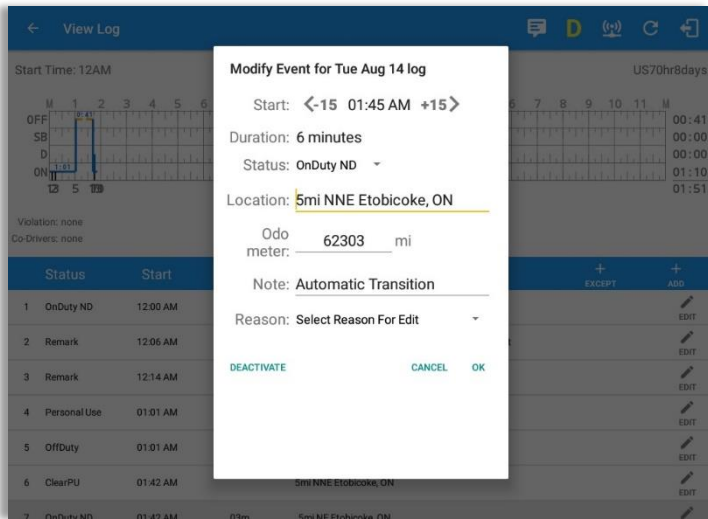 View Log
D
Start Time: 12AM
US70hr8days
Modify Event for Tue Aug 14 log
Start: -15 01:45 AM +15
Duration: 6 minutes
Status: OnDuty ND
Location: 5mi NNE Etobicoke, ON
Odo
meter: 62303 mi
Note: Automatic Transition
Reason: Select Reason For Edit
DEACTIVATE CANCEL OK
M 1 2 3 4 5 6 7 8 9 10 11 M
OFF 0:41 00:41
SB 00:00
D 00:00
ON 1:01 01:10
01:51
Violation: none
Co-Drivers: none
Status Start EXCEPT ADD
1 OnDuty ND 12:00 AM EDIT
2 Remark 12:06 AM EDIT
3 Remark 12:14 AM EDIT
4 Personal Use 01:01 AM EDIT
5 OffDuty 01:01 AM EDIT
6 ClearPU 01:42 AM 5mi NNE Etobicoke, ON EDIT
7 OnDuty ND 01:42 AM 03m 5mi NE Etobicoke, ON